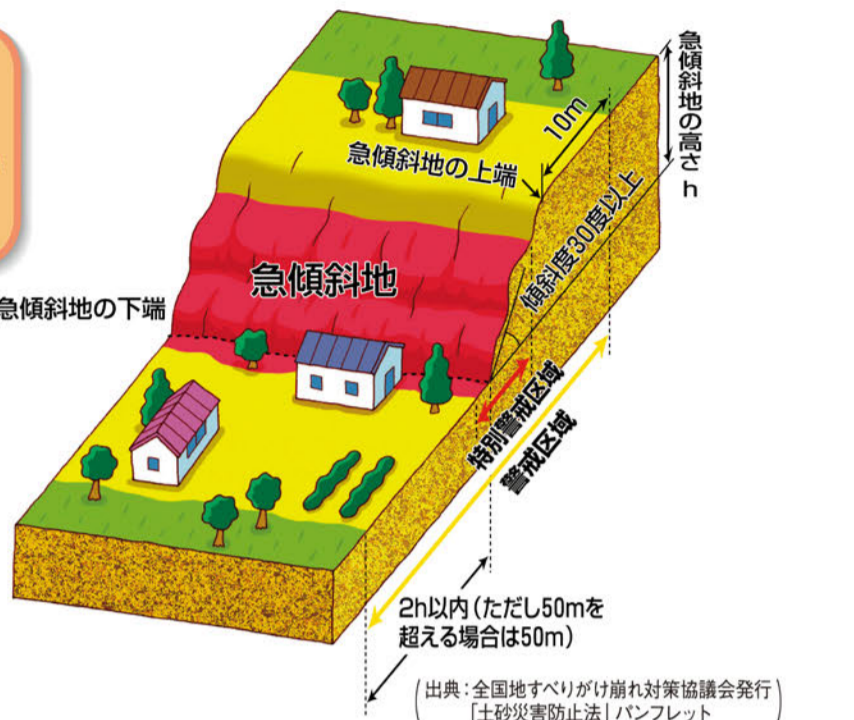 急傾斜地の高さ h
10m
急傾斜地の上端
傾斜度30度以上
急傾斜地
急傾斜地の下端
特別警戒区域
警戒区域
2h以内（ただし50mを
超える場合は50m）
（出典：全国地すべりがけ崩れ対策協議会発行
「土砂災害防止法」パンフレット